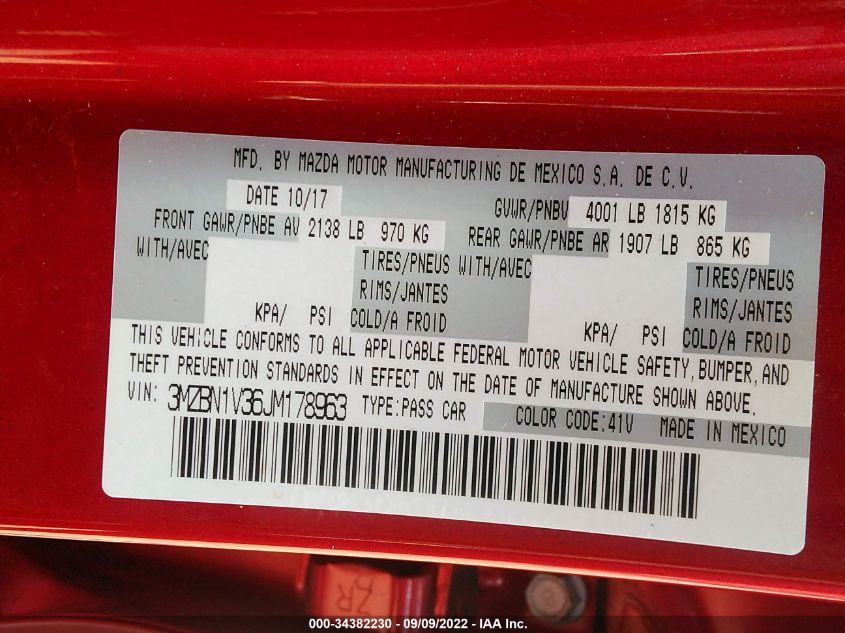 MFD. BY MAZDA MOTOR MANUFACTURING DE MEXICO S.A. DE C.V.
DATE 10/17 GVWR/PNBV 4001 LB 1815 KG
FRONT GAWR/PNBE AV 2138 LB 970 KG REAR GAWR/PNBE AR 1907 LB 865 KG
WITH/AVEC TIRES/PNEUS WITH/AVEC TIRES/PNEUS
RIMS/JANTES RIMS/JANTES
KPA/ PSI COLD/A FROID KPA/ PSI COLD/A FROID
THIS VEHICLE CONFORMS TO ALL APPLICABLE FEDERAL MOTOR VEHICLE SAFETY, BUMPER, AND
THEFT PREVENTION STANDARDS IN EFFECT ON THE DATE OF MANUFACTURE SHOWN ABOVE.
VIN: 3MZBN1V36JM178963 TYPE:PASS CAR COLOR CODE:41V MADE IN MEXICO
ZR
000-34382230 - 09/09/2022 - IAA Inc.